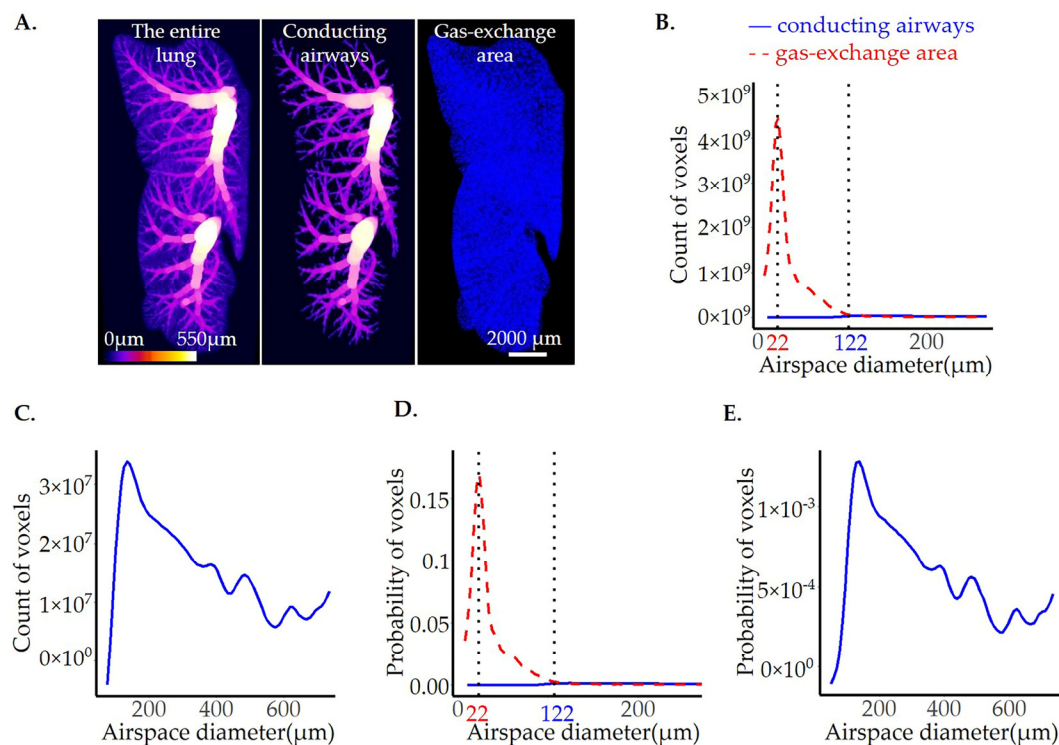 A.
The entire
lung
Conducting
airways
Gas-exchange
area
0µm
550µm
2000 µm
B.
conducting airways
gas-exchange area
Count of voxels
5×10⁹
4×10⁹
3×10⁹
2×10⁹
1×10⁹
0×10⁹
0
22
122
200
Airspace diameter(µm)
C.
Count of voxels
3×10⁷
2×10⁷
1×10⁷
0×10⁰
200
400
600
Airspace diameter(µm)
D.
Probability of voxels
0.15
0.1
0.05
0.00
0
22
122
200
Airspace diameter(µm)
E.
Probability of voxels
1×10⁻³
5×10⁻⁴
0×10⁰
200
400
600
Airspace diameter(µm)